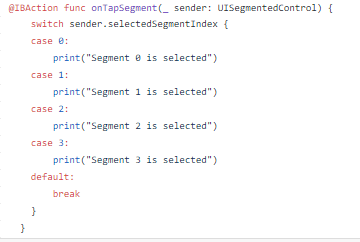 @IBAction func onTapSegment(_ sender: UISegmentedControl) {
    switch sender.selectedSegmentIndex {
    case 0:
        print("Segment 0 is selected")
    case 1:
        print("Segment 1 is selected")
    case 2:
        print("Segment 2 is selected")
    case 3:
        print("Segment 3 is selected")
    default:
        break
    }
  }